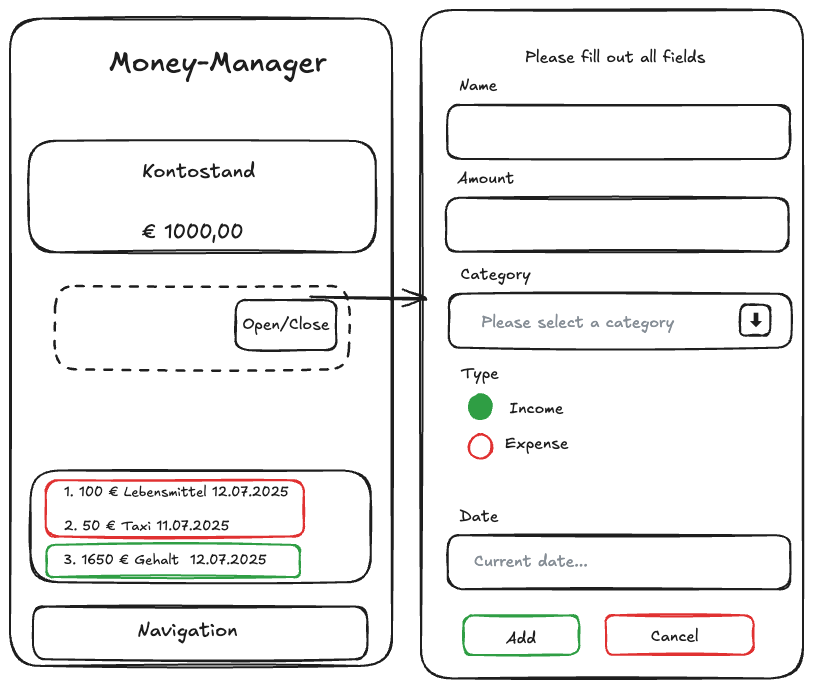 Money-Manager
Kontostand
€ 1000,00
Open/Close
1. 100 € Lebensmittel 12.07.2025
2. 50 € Taxi 11.07.2025
3. 1650 € Gehalt 12.07.2025
Navigation
Please fill out all fields
Name
Amount
Category
Please select a category
Type
Income
Expense
Date
Current date...
Add
Cancel